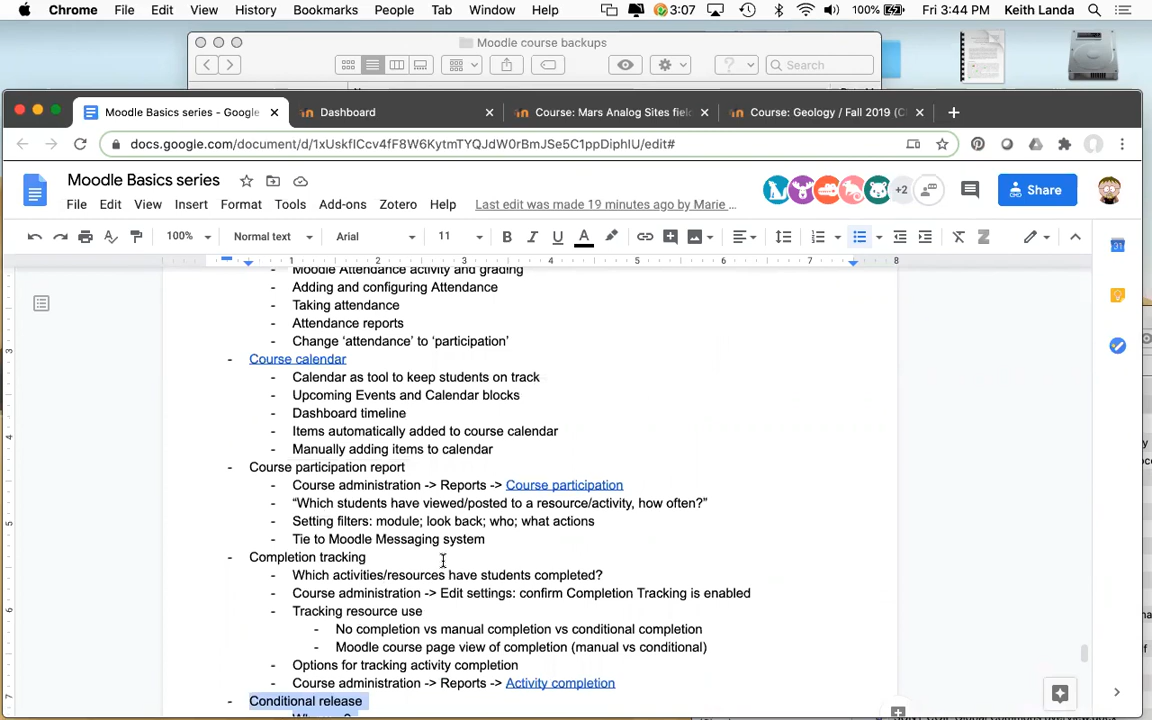 Chrome File Edit View History Bookmarks People Tab Window Help 3:07 100% Fri 3:44 PM Keith Landa
Moodle course backups
Search
Moodle Basics series - Google
Dashboard
Course: Mars Analog Sites field
Course: Geology / Fall 2019 (C
docs.google.com/document/d/1xUskfICcv4fF8W6KytmTYQJdW0rBmJSe5C1ppDiphIU/edit#
Moodle Basics series
+2
Share
File Edit View Insert Format Tools Add-ons Zotero Help Last edit was made 19 minutes ago by Marie …
100% Normal text Arial 11
1 2 3 4 5 6 7 8
Moodle Attendance activity and grading
- Adding and configuring Attendance
- Taking attendance
- Attendance reports
- Change ‘attendance’ to ‘participation’
- Course calendar
- Calendar as tool to keep students on track
- Upcoming Events and Calendar blocks
- Dashboard timeline
- Items automatically added to course calendar
- Manually adding items to calendar
- Course participation report
- Course administration -> Reports -> Course participation
- “Which students have viewed/posted to a resource/activity, how often?”
- Setting filters: module; look back; who; what actions
- Tie to Moodle Messaging system
- Completion tracking
- Which activities/resources have students completed?
- Course administration -> Edit settings: confirm Completion Tracking is enabled
- Tracking resource use
- No completion vs manual completion vs conditional completion
- Moodle course page view of completion (manual vs conditional)
- Options for tracking activity completion
- Course administration -> Reports -> Activity completion
- Conditional release